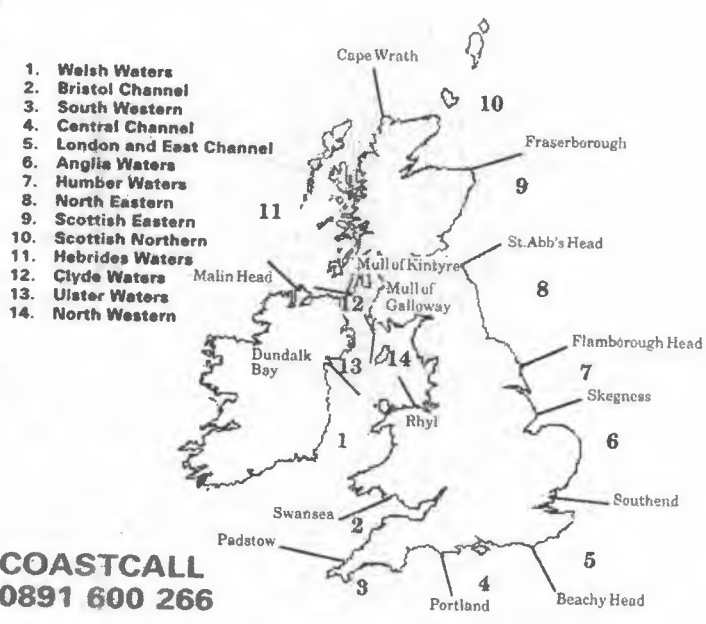 1. Welsh Waters
2. Bristol Channel
3. South Western
4. Central Channel
5. London and East Channel
6. Anglia Waters
7. Humber Waters
8. North Eastern
9. Scottish Eastern
10. Scottish Northern
11. Hebrides Waters
12. Clyde Waters
13. Ulster Waters
14. North Western
Cape Wrath
10
Fraserborough
9
11
St.Abb's Head
Mull of Kintyre
Malin Head
Mull of
Galloway
8
2
Dundalk
Bay
13
14
Flamborough Head
7
Skegness
Rhyl
1
6
Swansea
2
Southend
Padstow
5
3
4
Portland
Beachy Head
COASTCALL
0891 600 266